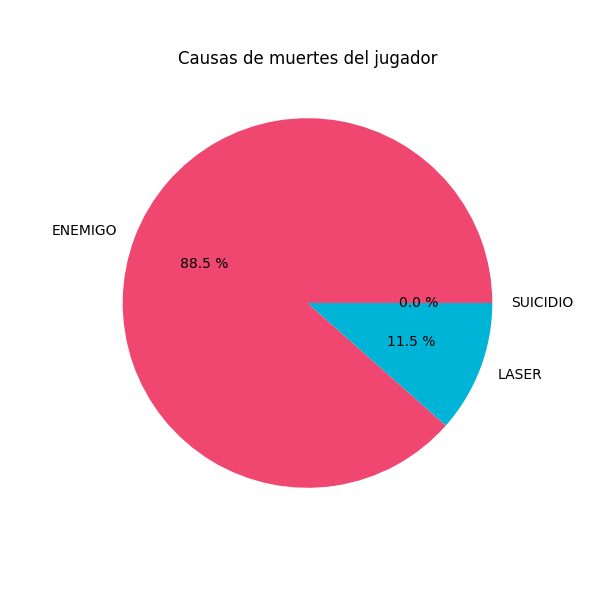 Causas de muertes del jugador
ENEMIGO
88.5 %
0.0 %
SUICIDIO
11.5 %
LASER